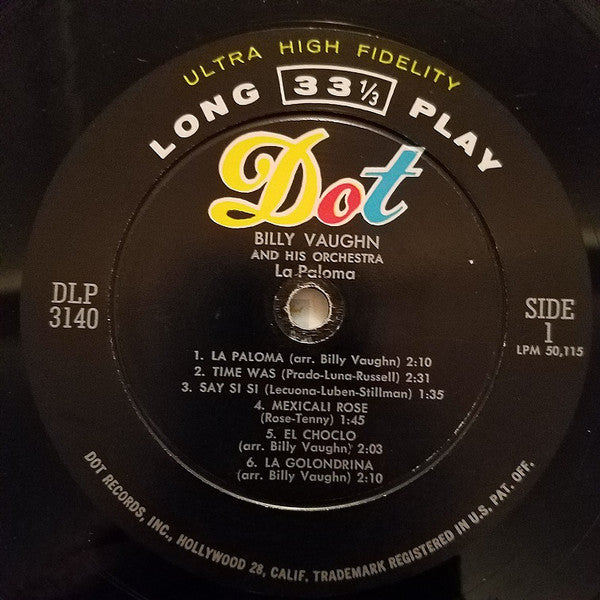 ULTRA HIGH FIDELITY
LONG 33 1/3 PLAY
Dot
BILLY VAUGHN
AND HIS ORCHESTRA
La Paloma
DLP
3140
SIDE
1
LPM 50,115
1. LA PALOMA (arr. Billy Vaughn) 2:10
2. TIME WAS (Prado-Luna-Russell) 2:31
3. SAY SI SI (Lecuona-Luben-Stillman) 1:35
4. MEXICALI ROSE
(Rose-Tenny) 1:45
5. EL CHOCLO
(arr. Billy Vaughn) 2:03
6. LA GOLONDRINA
(arr. Billy Vaughn) 2:10
DOT RECORDS, INC., HOLLYWOOD 28, CALIF. TRADEMARK REGISTERED IN U.S. PAT. OFF.